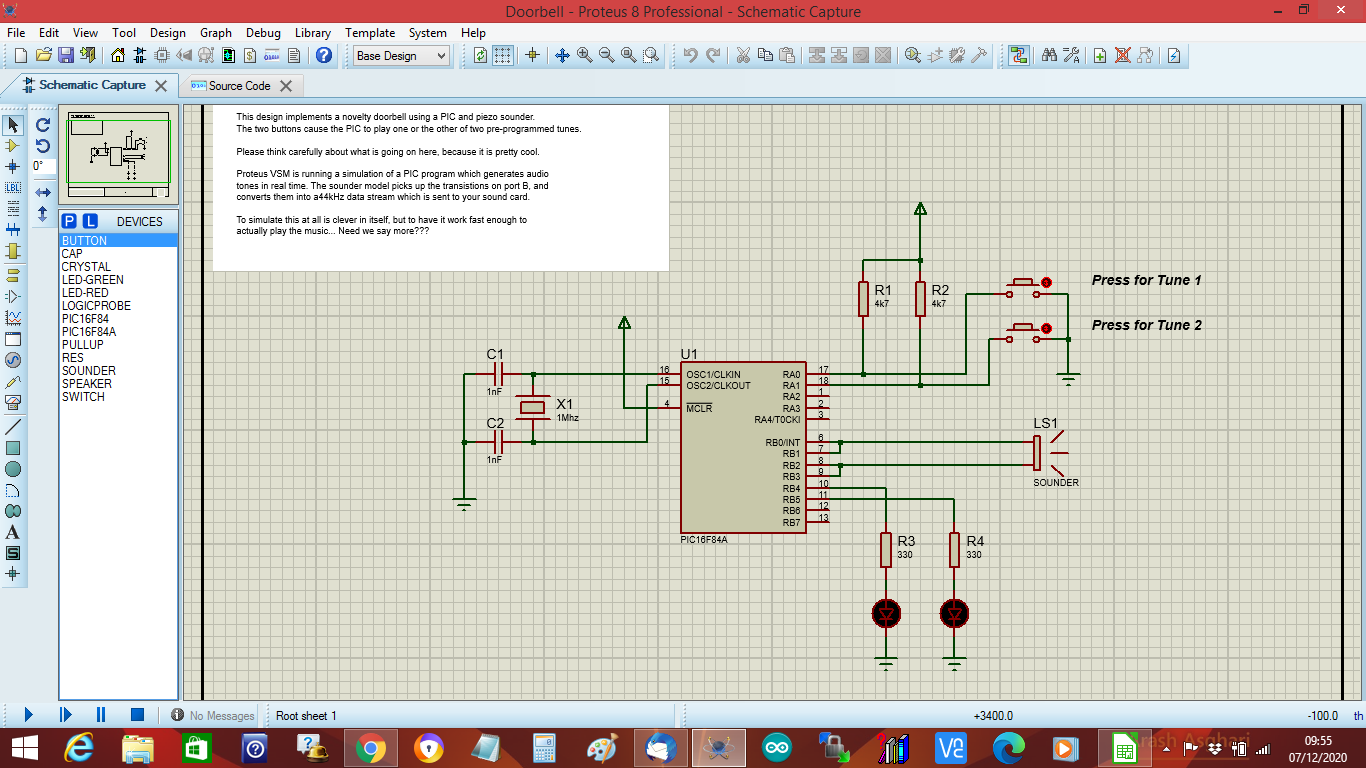 Doorbell - Proteus 8 Professional - Schematic Capture
File Edit View Tool Design Graph Debug Library Template System Help
Base Design
Schematic Capture
Source Code
0°
LBL
P L DEVICES
BUTTON
CAP
CRYSTAL
LED-GREEN
LED-RED
LOGICPROBE
PIC16F84
PIC16F84A
PULLUP
RES
SOUNDER
SPEAKER
SWITCH
A
S
This design implements a novelty doorbell using a PIC and piezo sounder.
The two buttons cause the PIC to play one or the other of two pre-programmed tunes.
Please think carefully about what is going on here, because it is pretty cool.
Proteus VSM is running a simulation of a PIC program which generates audio
tones in real time. The sounder model picks up the transistions on port B, and
converts them into a44kHz data stream which is sent to your sound card.
To simulate this at all is clever in itself, but to have it work fast enough to
actually play the music... Need we say more???
R1
4k7
R2
4k7
Press for Tune 1
Press for Tune 2
C1
1nF
C2
1nF
X1
1Mhz
U1
16 OSC1/CLKIN
15 OSC2/CLKOUT
4 MCLR
RA0 17
RA1 18
RA2 1
RA3 2
RA4/T0CKI 3
RB0/INT 6
RB1 7
RB2 8
RB3 9
RB4 10
RB5 11
RB6 12
RB7 13
PIC16F84A
LS1
SOUNDER
R3
330
R4
330
No Messages
Root sheet 1
+3400.0
-100.0 th
Arash Asghari
09:55
07/12/2020